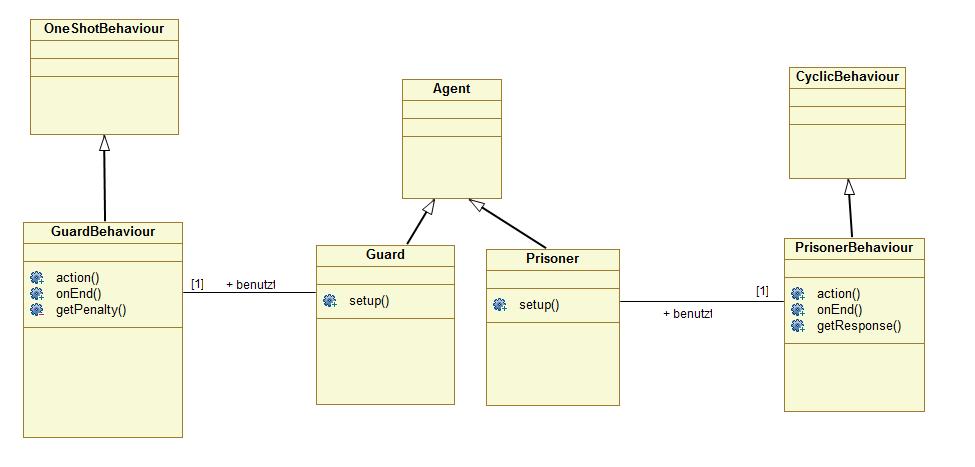 OneShotBehaviour
Agent
CyclicBehaviour
GuardBehaviour
action()
onEnd()
getPenalty()
[1]
+ benutzt
Guard
setup()
Prisoner
setup()
[1]
+ benutzt
PrisonerBehaviour
action()
onEnd()
getResponse()